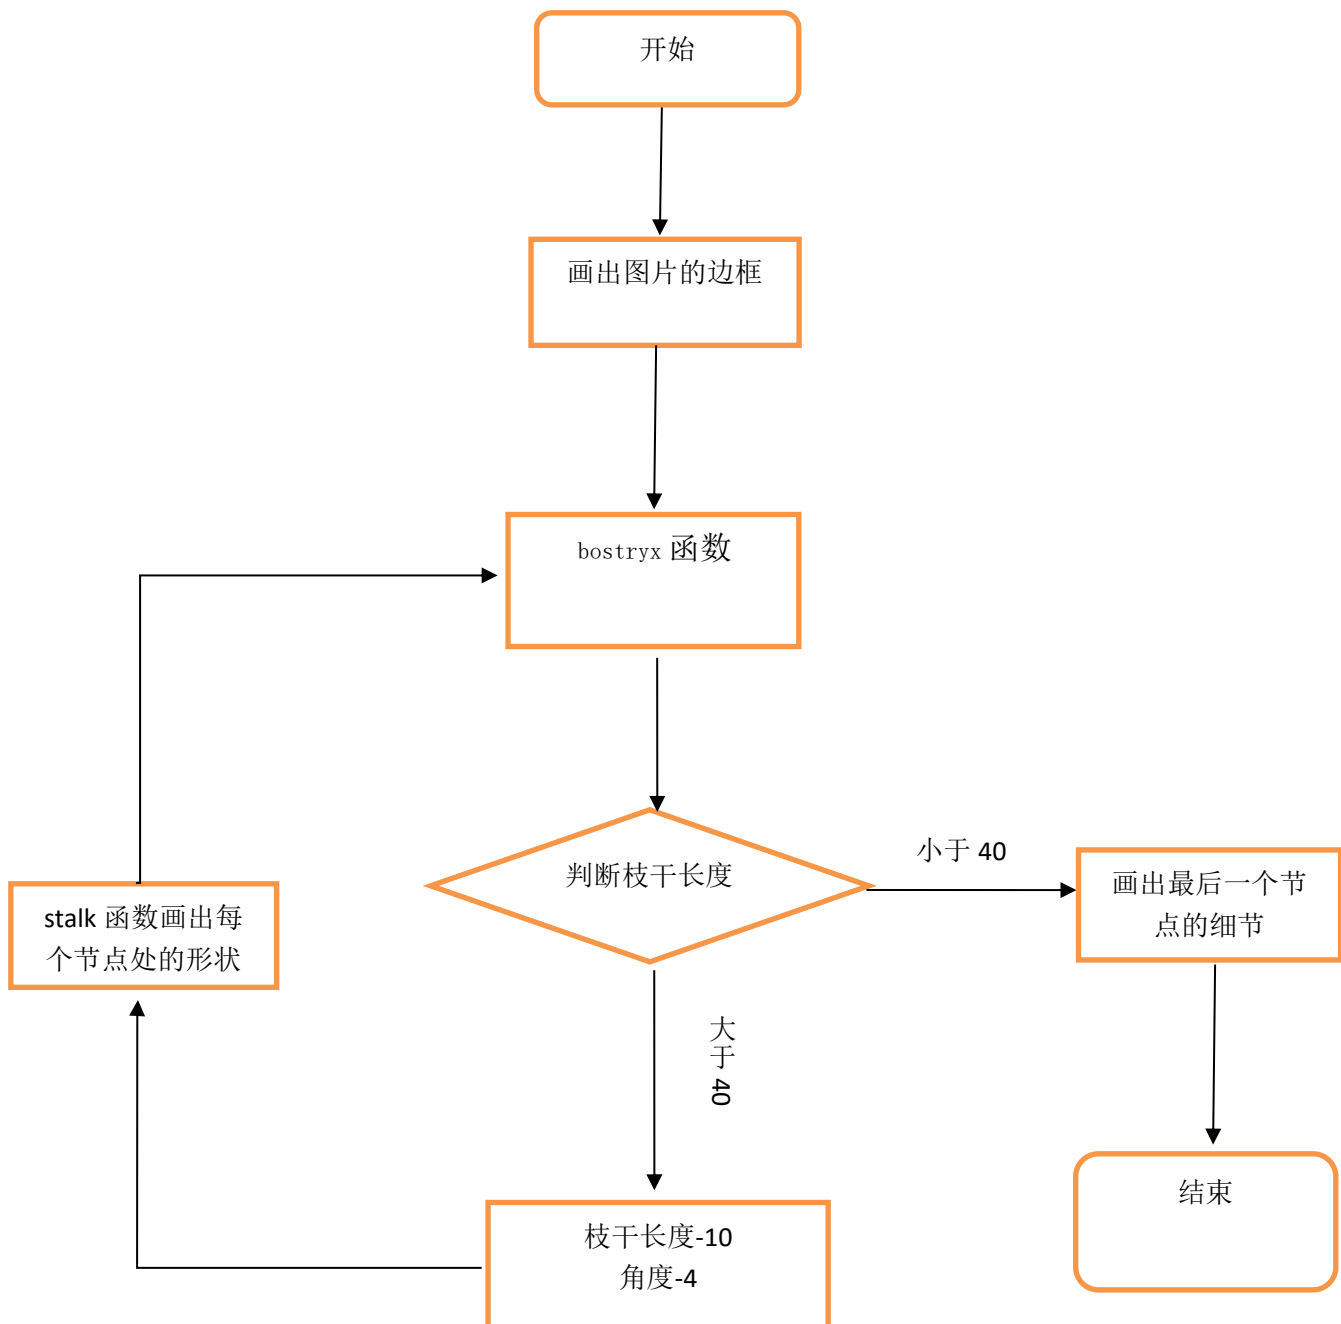 开始
画出图片的边框
bostryx 函数
判断枝干长度
小于 40
画出最后一个节
点的细节
stalk 函数画出每
个节点处的形状
大于 40
结束
枝干长度-10
角度-4